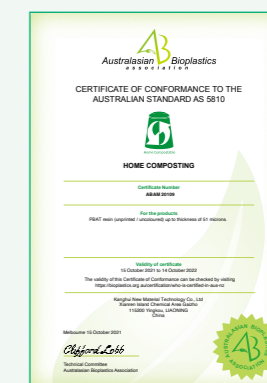 Australasian Bioplastics
association
CERTIFICATE OF CONFORMANCE TO THE
AUSTRALIAN STANDARD AS 5810
Home Compostable
HOME COMPOSTING
Certificate Number
ABAM 20109
For the products
PBAT resin (unprinted / uncoloured) up to thickness of 51 microns.
Validity of certificate
15 October 2021 to 14 October 2022
The validity of this Certificate of Conformance can be checked by visiting
https://bioplastics.org.au/certification/who-is-certified-in-aus-nz
Kanghui New Material Technology Co., Ltd
Xianren Island Chemical Area Gaizho
115200 Yingkou, LIAONING
China
Melbourne 15 October 2021
Clifford Lobb
Technical Committee
Australasian Bioplastics Association